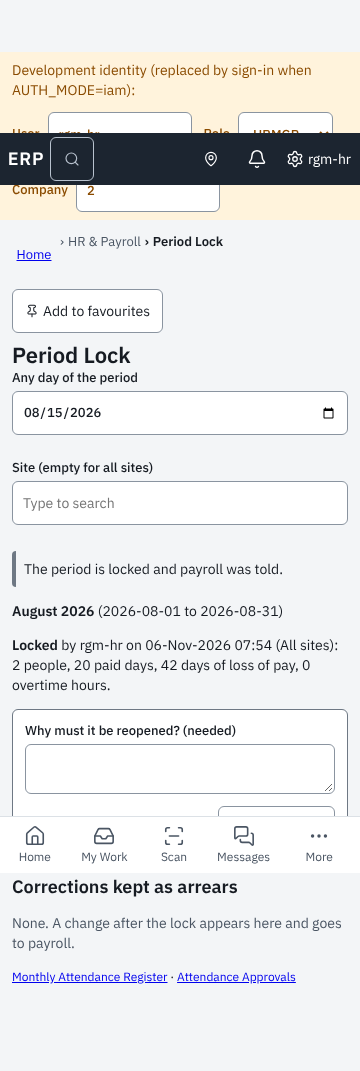 Development identity (replaced by sign-in when
AUTH_MODE=iam):
ERP
rgm-hr
Company 2
› HR & Payroll › Period Lock
Home
Add to favourites
Period Lock
Any day of the period
08/15/2026
Site (empty for all sites)
Type to search
The period is locked and payroll was told.
August 2026 (2026-08-01 to 2026-08-31)
Locked by rgm-hr on 06-Nov-2026 07:54 (All sites):
2 people, 20 paid days, 42 days of loss of pay, 0
overtime hours.
Why must it be reopened? (needed)
Home My Work Scan Messages More
Corrections kept as arrears
None. A change after the lock appears here and goes
to payroll.
Monthly Attendance Register · Attendance Approvals